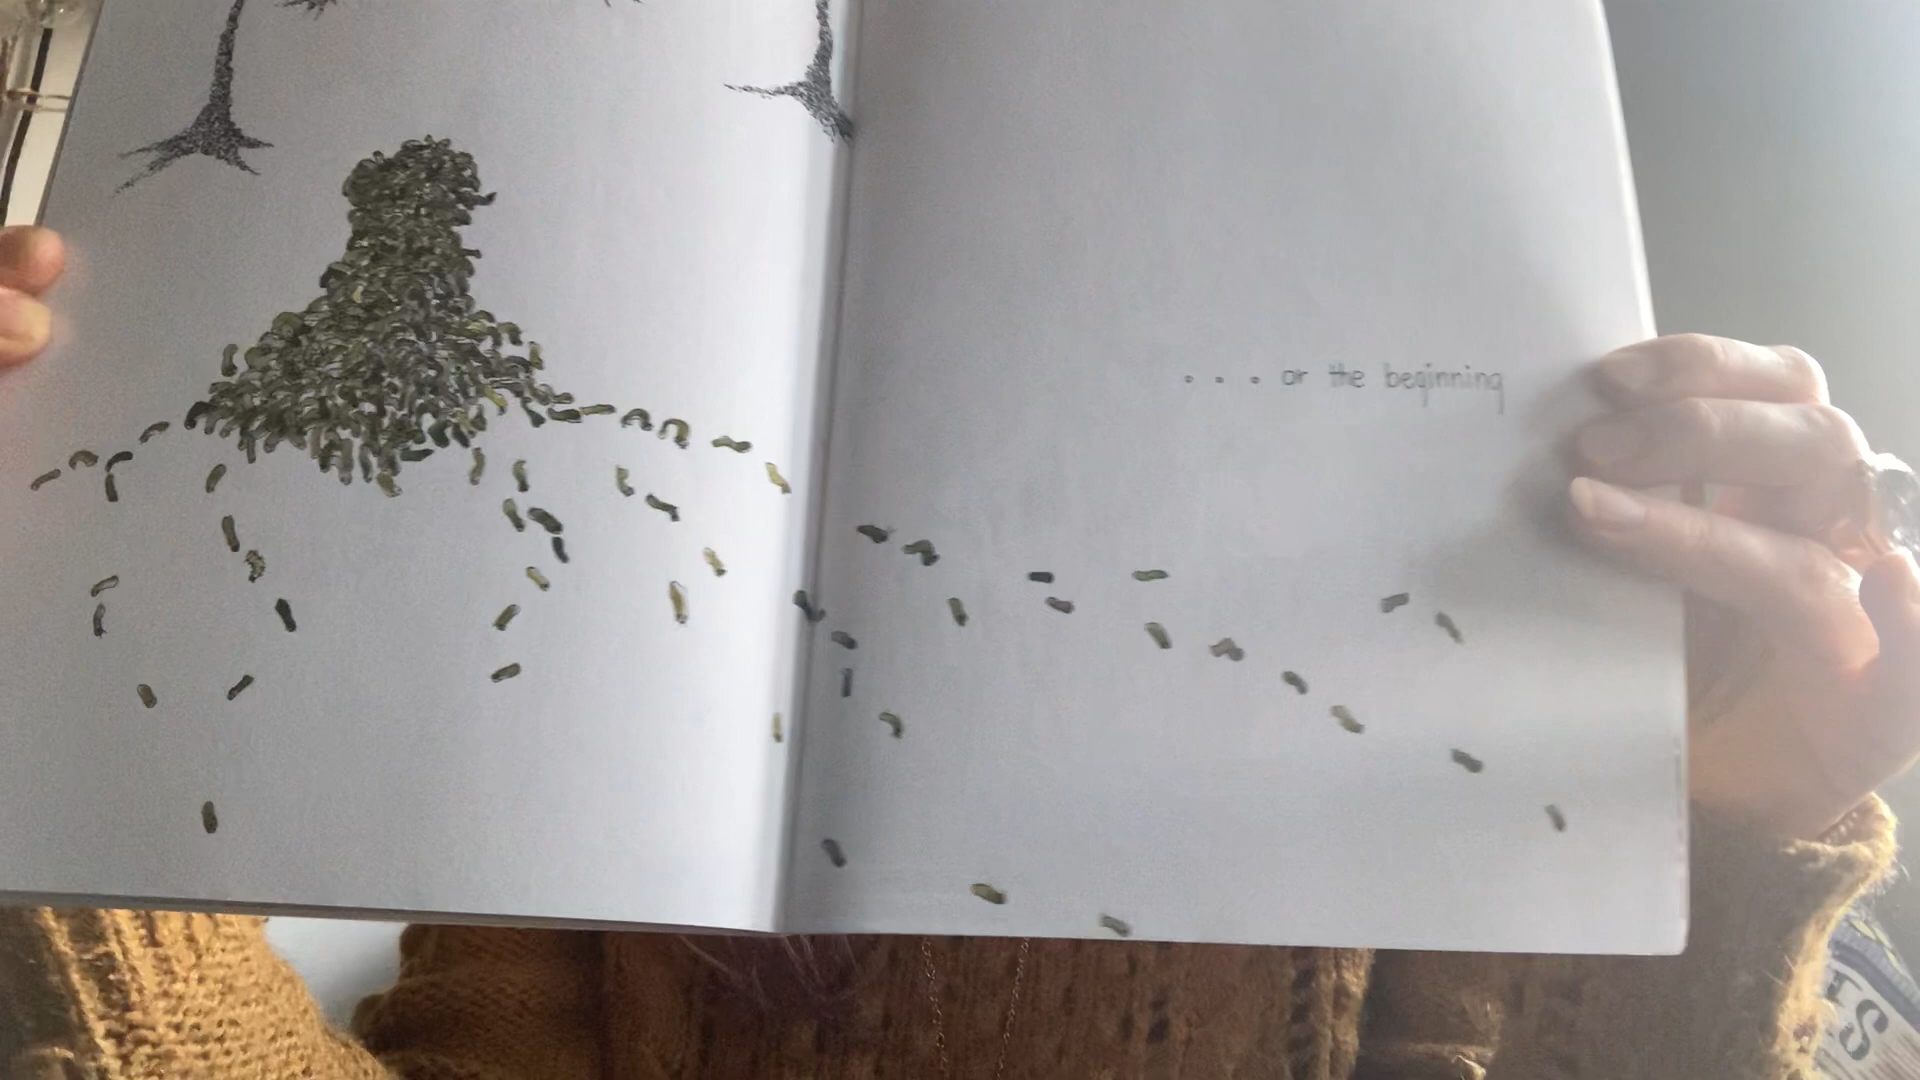 . . . or the beginning